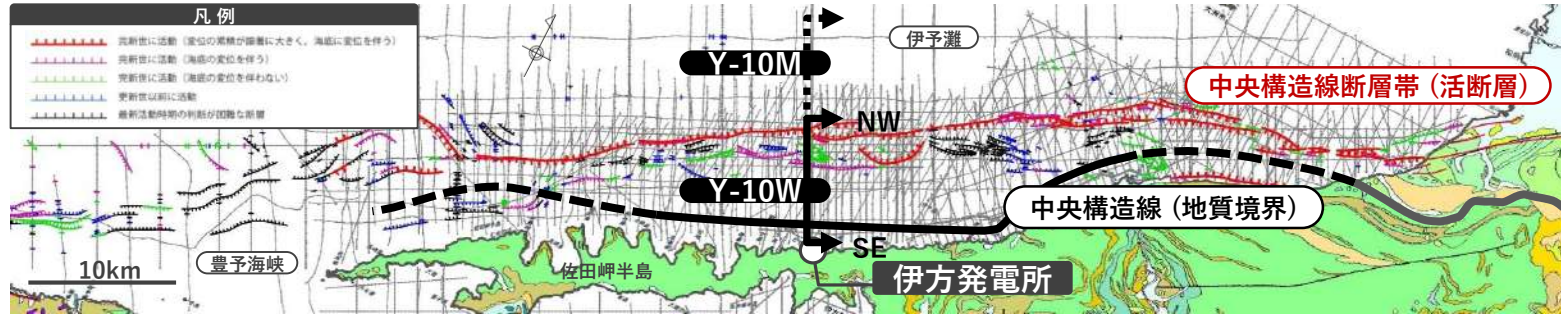 凡例
完新世に活動（変位の累積が顕著に大きく、海底に変位を伴う）
完新世に活動（海底の変位を伴う）
完新世に活動（海底の変位を伴わない）
更新世以前に活動
最新活動時期の判断が困難な断層
伊予灘
Y-10M
中央構造線断層帯（活断層）
NW
Y-10W
中央構造線（地質境界）
SE
豊予海峡
10km
佐田岬半島
伊方発電所